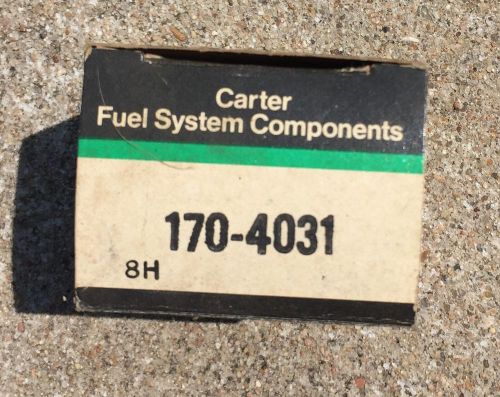 Carter
Fuel System Components
170-4031
8H